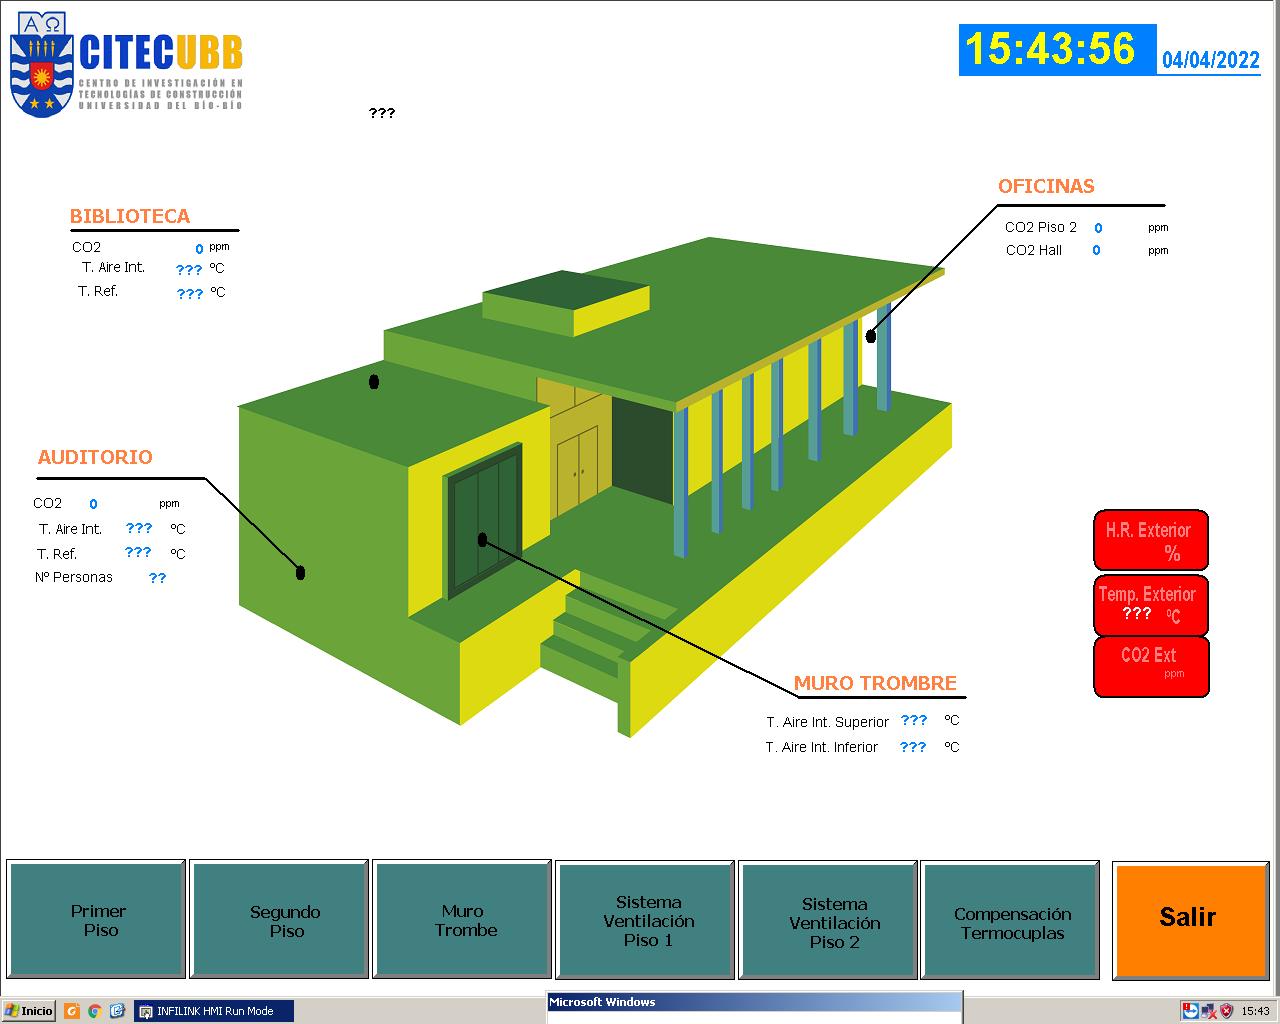 ΑΩ
CITECUBB
CENTRO DE INVESTIGACIÓN EN
TECNOLOGÍAS DE CONSTRUCCIÓN
UNIVERSIDAD DEL BÍO-BÍO
15:43:56
04/04/2022
???
OFICINAS
CO2 Piso 2 0 ppm
CO2 Hall 0 ppm
BIBLIOTECA
CO2 0 ppm
T. Aire Int. ??? ºC
T. Ref. ??? ºC
AUDITORIO
CO2 0 ppm
T. Aire Int. ??? ºC
T. Ref. ??? ºC
Nº Personas ??
H.R. Exterior
%
Temp. Exterior
??? ºC
CO2 Ext
ppm
MURO TROMBRE
T. Aire Int. Superior ??? ºC
T. Aire Int. Inferior ??? ºC
Primer
Piso
Segundo
Piso
Muro
Trombe
Sistema
Ventilación
Piso 1
Sistema
Ventilación
Piso 2
Compensación
Termocuplas
Salir
Inicio
INFILINK HMI Run Mode
Microsoft Windows
15:43